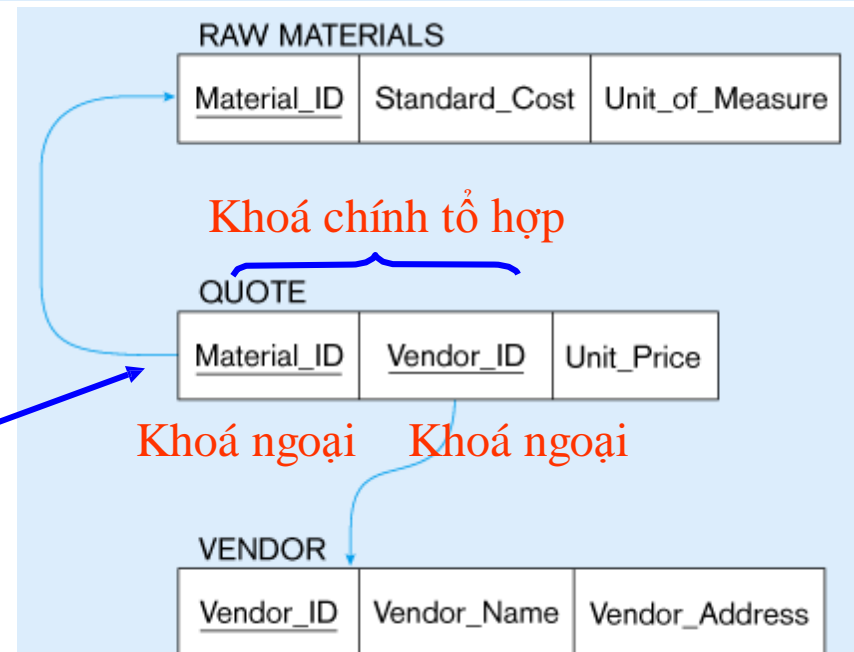 RAW MATERIALS
Material_ID Standard_Cost Unit_of_Measure
Khoá chính tổ hợp
QUOTE
Material_ID Vendor_ID Unit_Price
Khoá ngoại Khoá ngoại
VENDOR
Vendor_ID Vendor_Name Vendor_Address